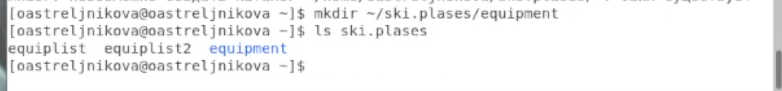 [oastreljnikova@oastreljnikova ~]$ mkdir ~/ski.plases/equipment
[oastreljnikova@oastreljnikova ~]$ ls ski.plases
equiplist  equiplist2  equipment
[oastreljnikova@oastreljnikova ~]$